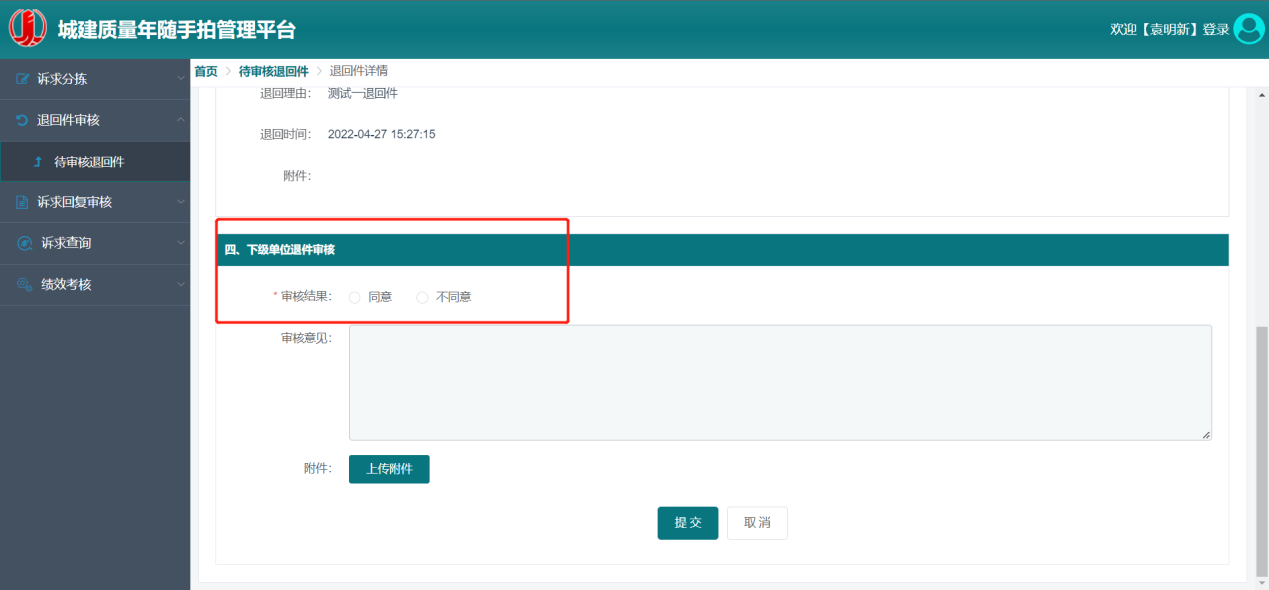 城建质量年随手拍管理平台
欢迎【袁明新】登录
诉求分拣
退回件审核
待审核退回件
诉求回复审核
诉求查询
绩效考核
首页 > 待审核退回件 > 退回件详情
退回理由： 测试一退回件
退回时间： 2022-04-27 15:27:15
附件：
四、下级单位退件审核
* 审核结果： 同意 不同意
审核意见：
附件： 上传附件
提交 取消